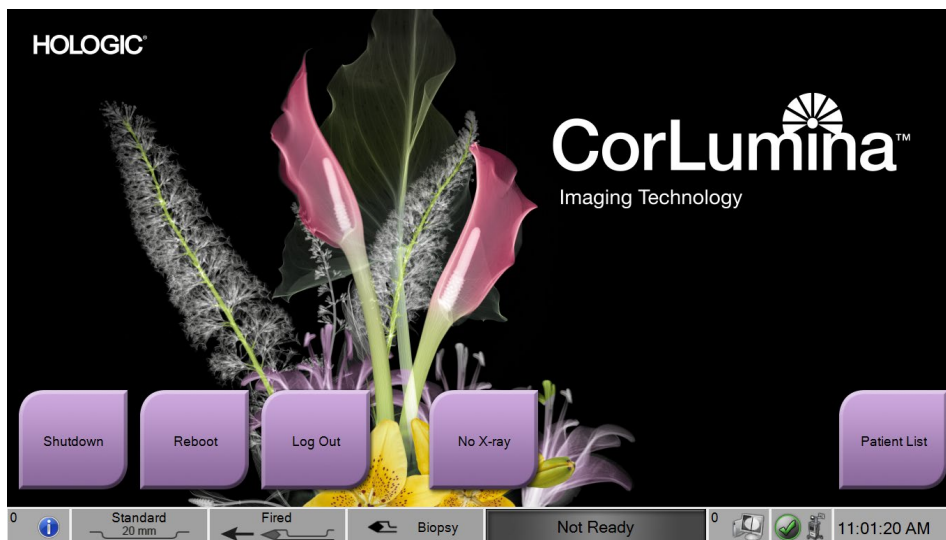 HOLOGIC®
CorLumina™
Imaging Technology
Shutdown
Reboot
Log Out
No X-ray
Patient List
0
Standard
20 mm
Fired
Biopsy
Not Ready
0
11:01:20 AM